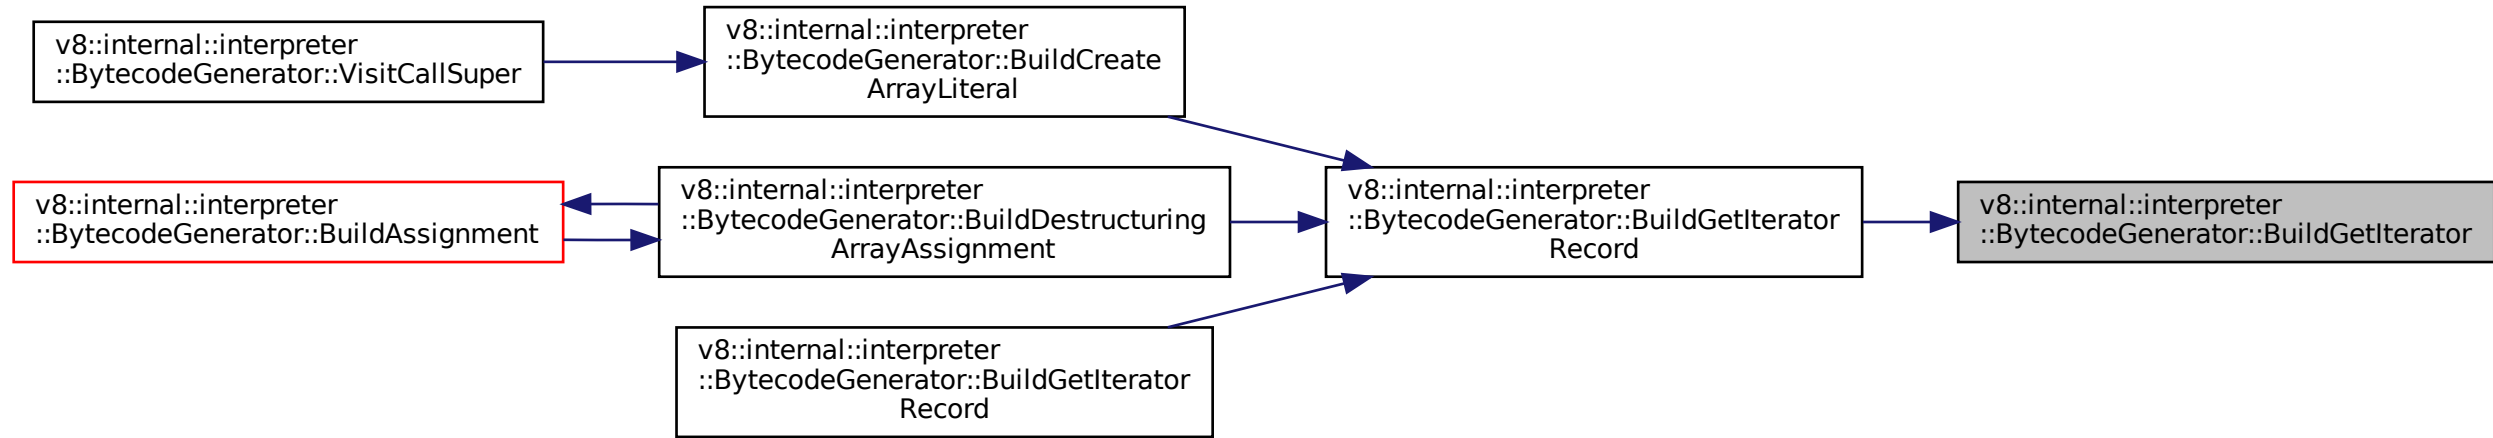 v8::internal::interpreter
::BytecodeGenerator::VisitCallSuper
v8::internal::interpreter
::BytecodeGenerator::BuildCreate
ArrayLiteral
v8::internal::interpreter
::BytecodeGenerator::BuildAssignment
v8::internal::interpreter
::BytecodeGenerator::BuildDestructuring
ArrayAssignment
v8::internal::interpreter
::BytecodeGenerator::BuildGetIterator
Record
v8::internal::interpreter
::BytecodeGenerator::BuildGetIterator
v8::internal::interpreter
::BytecodeGenerator::BuildGetIterator
Record